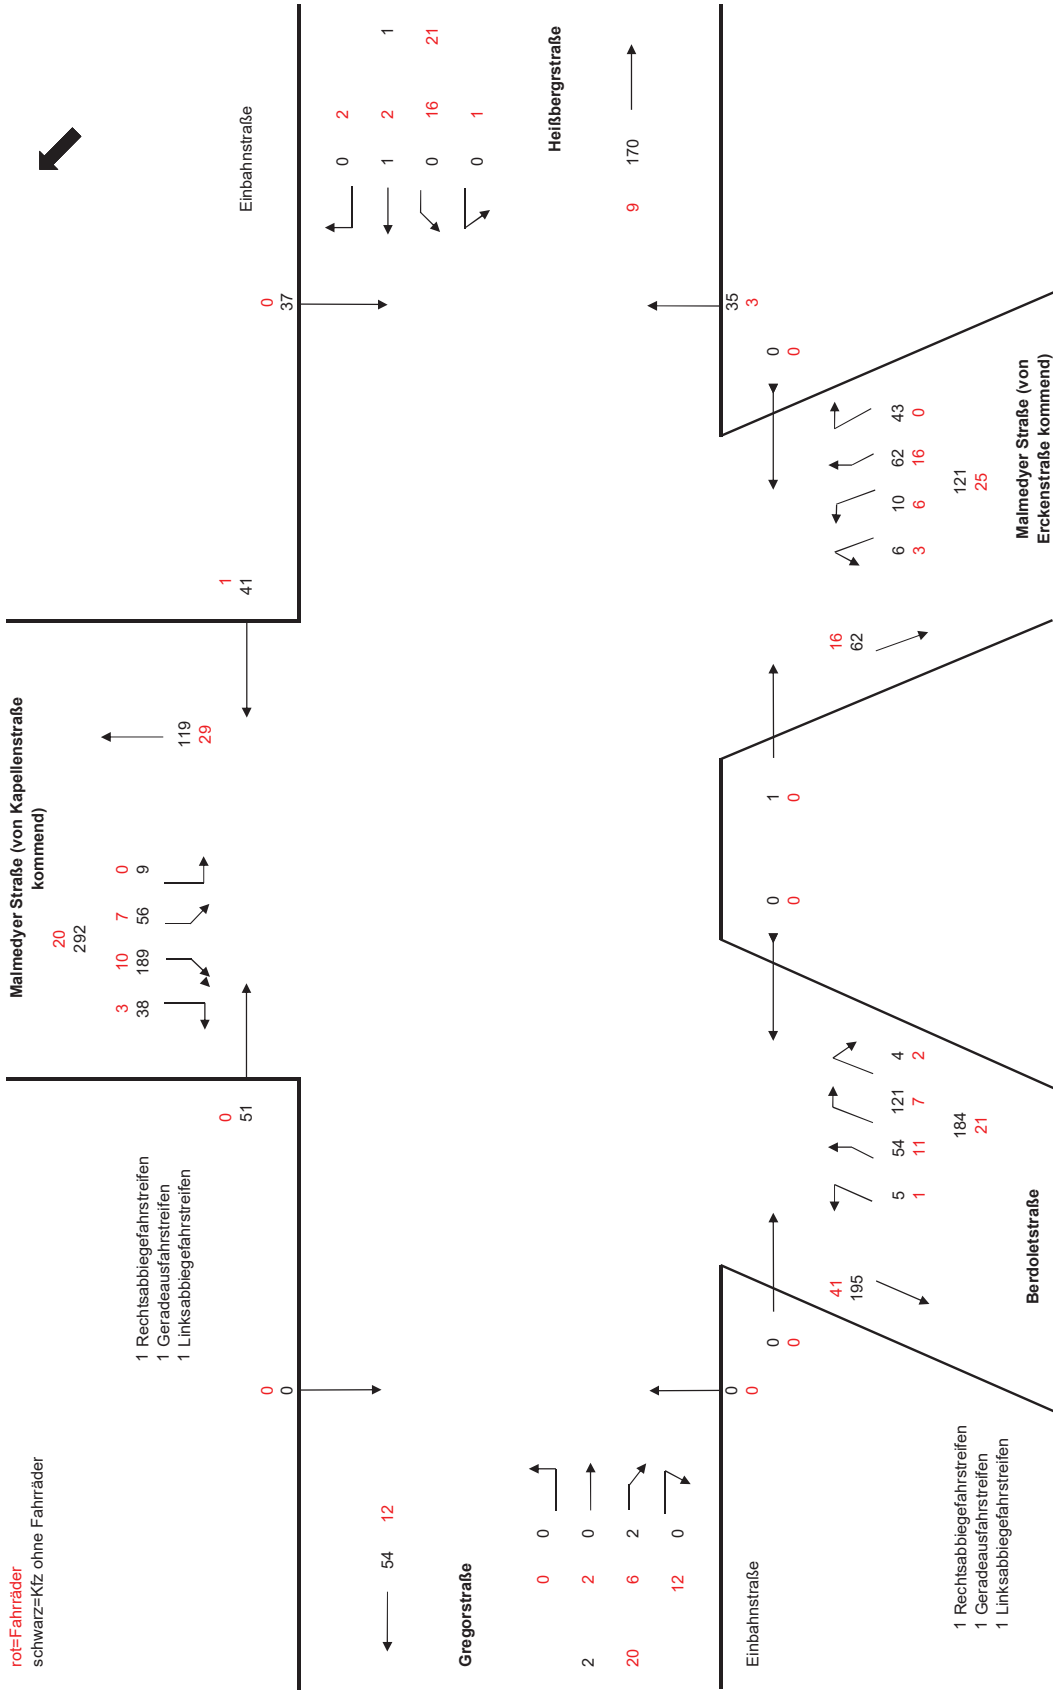 rot=Fahrräder
schwarz=Kfz ohne Fahrräder
1 Rechtsabbiegefahrstreifen
1 Geradeausfahrstreifen
1 Linksabbiegefahrstreifen
Malmedyer Straße (von Kapellenstraße
kommend)
20
292
3 10 7 0
38 189 56 9
119
29
0
51
1
41
Einbahnstraße
0
0
0
37
54 12
0 2
1 2 1
0 16 21
0 1
Gregorstraße
0 0
2 2 0
20 6 2
12 0
Heißbergstraße
9 170
Einbahnstraße
0
0
35
3
0
0
0
0
1
0
0
0
41
195
16
62
5 54 121 4
1 11 7 2
184
21
6 10 62 43
3 6 16 0
121
25
Berdoletstraße
Malmedyer Straße (von
Erckenstraße kommend)
1 Rechtsabbiegefahrstreifen
1 Geradeausfahrstreifen
1 Linksabbiegefahrstreifen